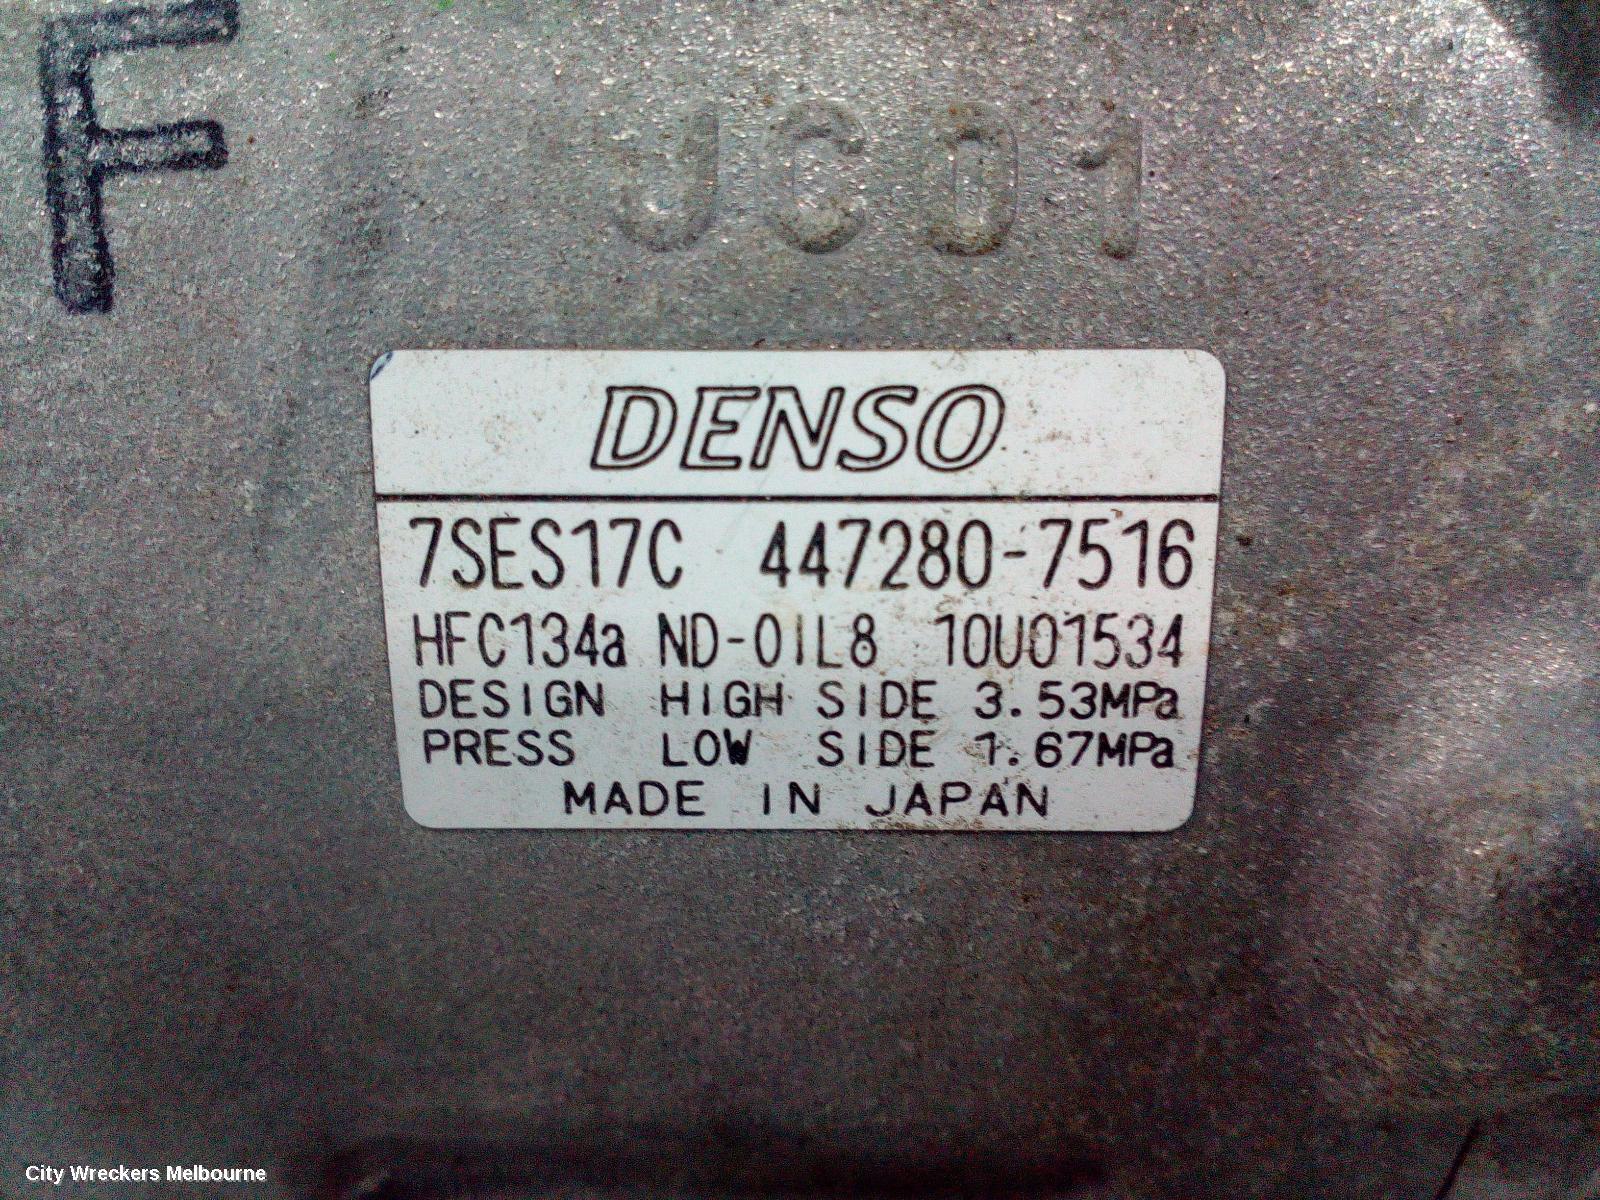 F
JCD1
DENSO
7SES17C 447280-7516
HFC134a ND-OIL8 10U01534
DESIGN HIGH SIDE 3.53MPa
PRESS LOW SIDE 1.67MPa
MADE IN JAPAN
City Wreckers Melbourne